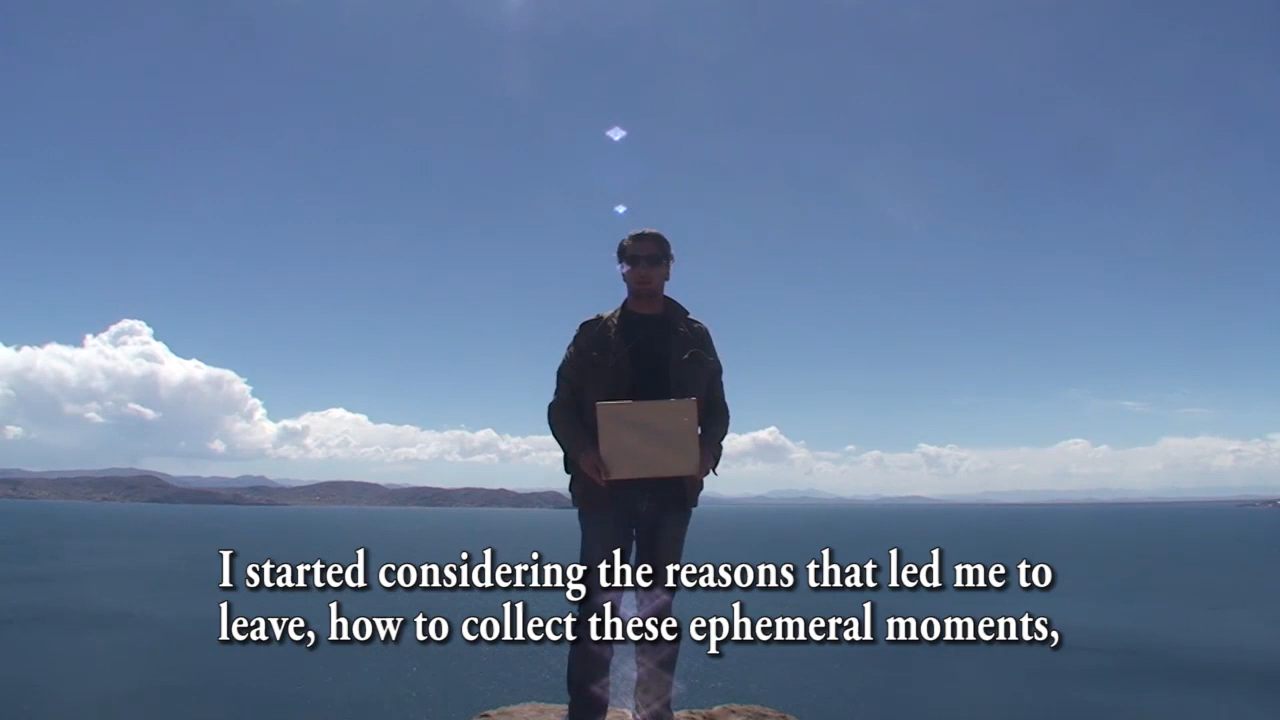 I started considering the reasons that led me to
leave, how to collect these ephemeral moments,